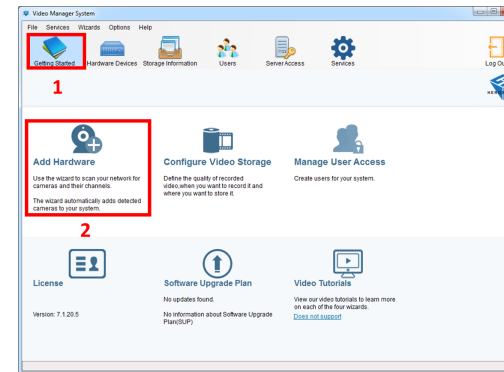 Video Manager System
File Services Wizards Options Help
Getting Started Hardware Devices Storage Information Users Server Access Services Log Ou
1
Add Hardware Configure Video Storage Manage User Access
Use the wizard to scan your network for
cameras and their channels.
The wizard automatically adds detected
cameras to your system.
Define the quality of recorded
video,when you want to record it and
where you want to store it.
Create users for your system.
2
License Software Upgrade Plan Video Tutorials
Version: 7.1.20.5
No updates found.
No information about Software Upgrade
Plan(SUP)
View our video tutorials to learn more
on each of the four wizards.
Does not support